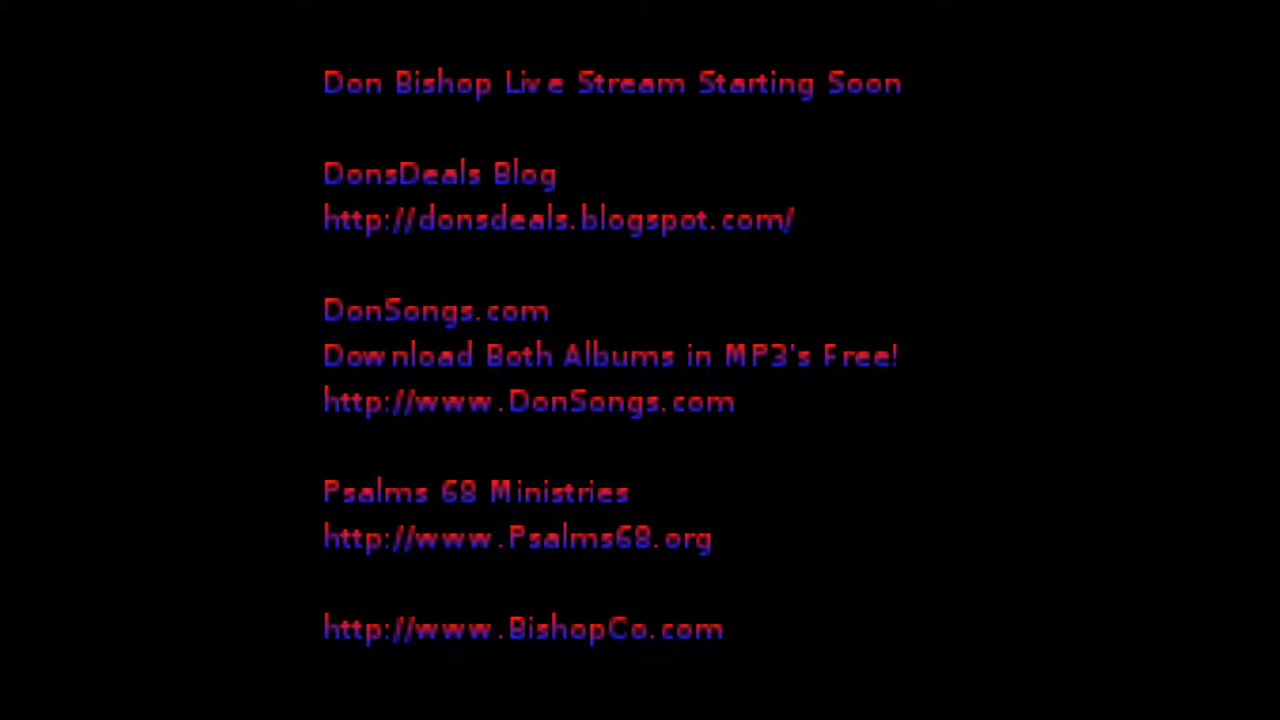 Don Bishop Live Stream Starting Soon
DonsDeals Blog
http://donsdeals.blogspot.com/
DonSongs.com
Download Both Albums in MP3's Free!
http://www.DonSongs.com
Psalms 68 Ministries
http://www.Psalms68.org
http://www.BishopCo.com